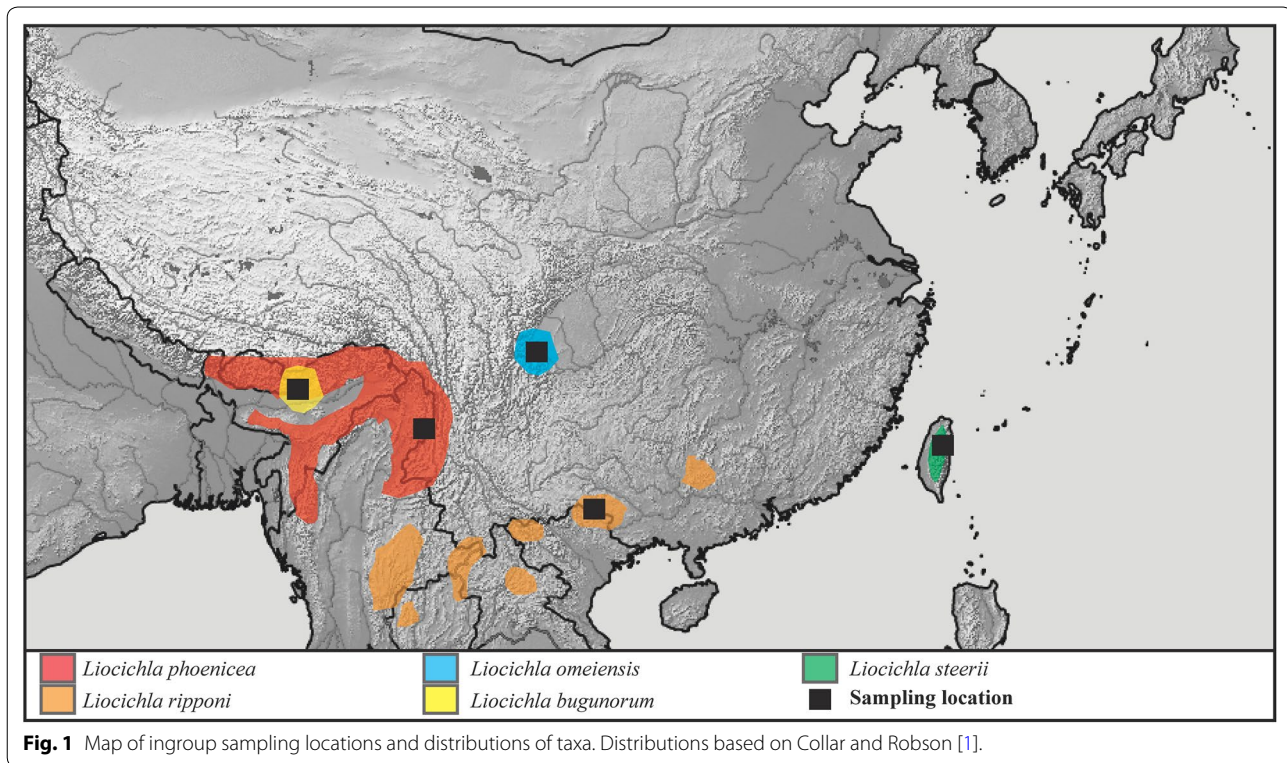 Liocichla phoenicea
Liocichla omeiensis
Liocichla steerii
Liocichla ripponi
Liocichla bugunorum
Sampling location
Fig. 1 Map of ingroup sampling locations and distributions of taxa. Distributions based on Collar and Robson [1].